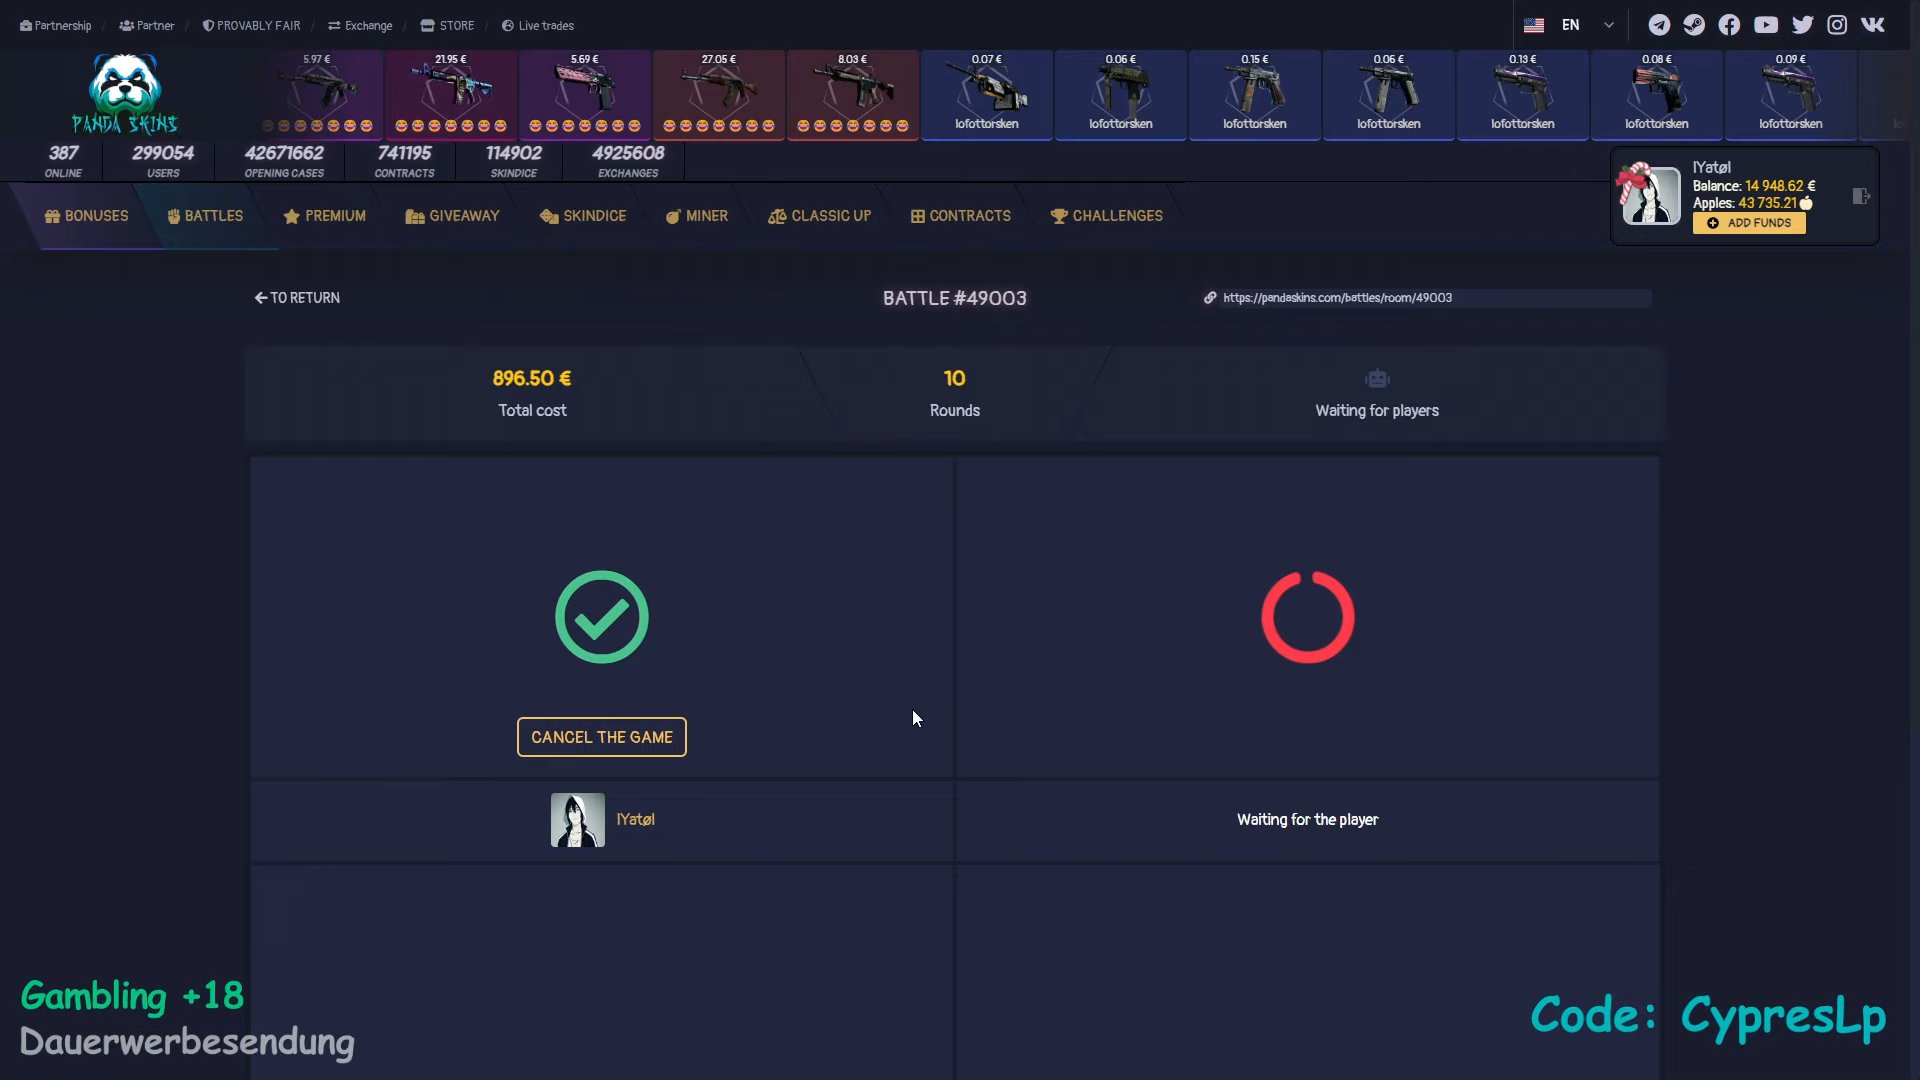 Partnership / Partner / PROVABLY FAIR / Exchange / STORE / Live trades
EN
5.97 €
21.95 €
5.69 €
27.05 €
8.03 €
0.07 €
0.06 €
0.15 €
0.06 €
0.13 €
0.08 €
0.09 €
lofottorsken
lofottorsken
lofottorsken
lofottorsken
lofottorsken
lofottorsken
lofottorsken
PANDA SKINS
387 299054 42671662 741195 114902 4925608
ONLINE USERS OPENING CASES CONTRACTS SKINDICE EXCHANGES
lYatøl
Balance: 14 948.62 €
Apples: 43 735.21
ADD FUNDS
BONUSES BATTLES PREMIUM GIVEAWAY SKINDICE MINER CLASSIC UP CONTRACTS CHALLENGES
TO RETURN
BATTLE #49003
https://pandaskins.com/battles/room/49003
896.50 €
Total cost
10
Rounds
Waiting for players
CANCEL THE GAME
lYatøl
Waiting for the player
Gambling +18
Dauerwerbesendung
Code: CypresLp